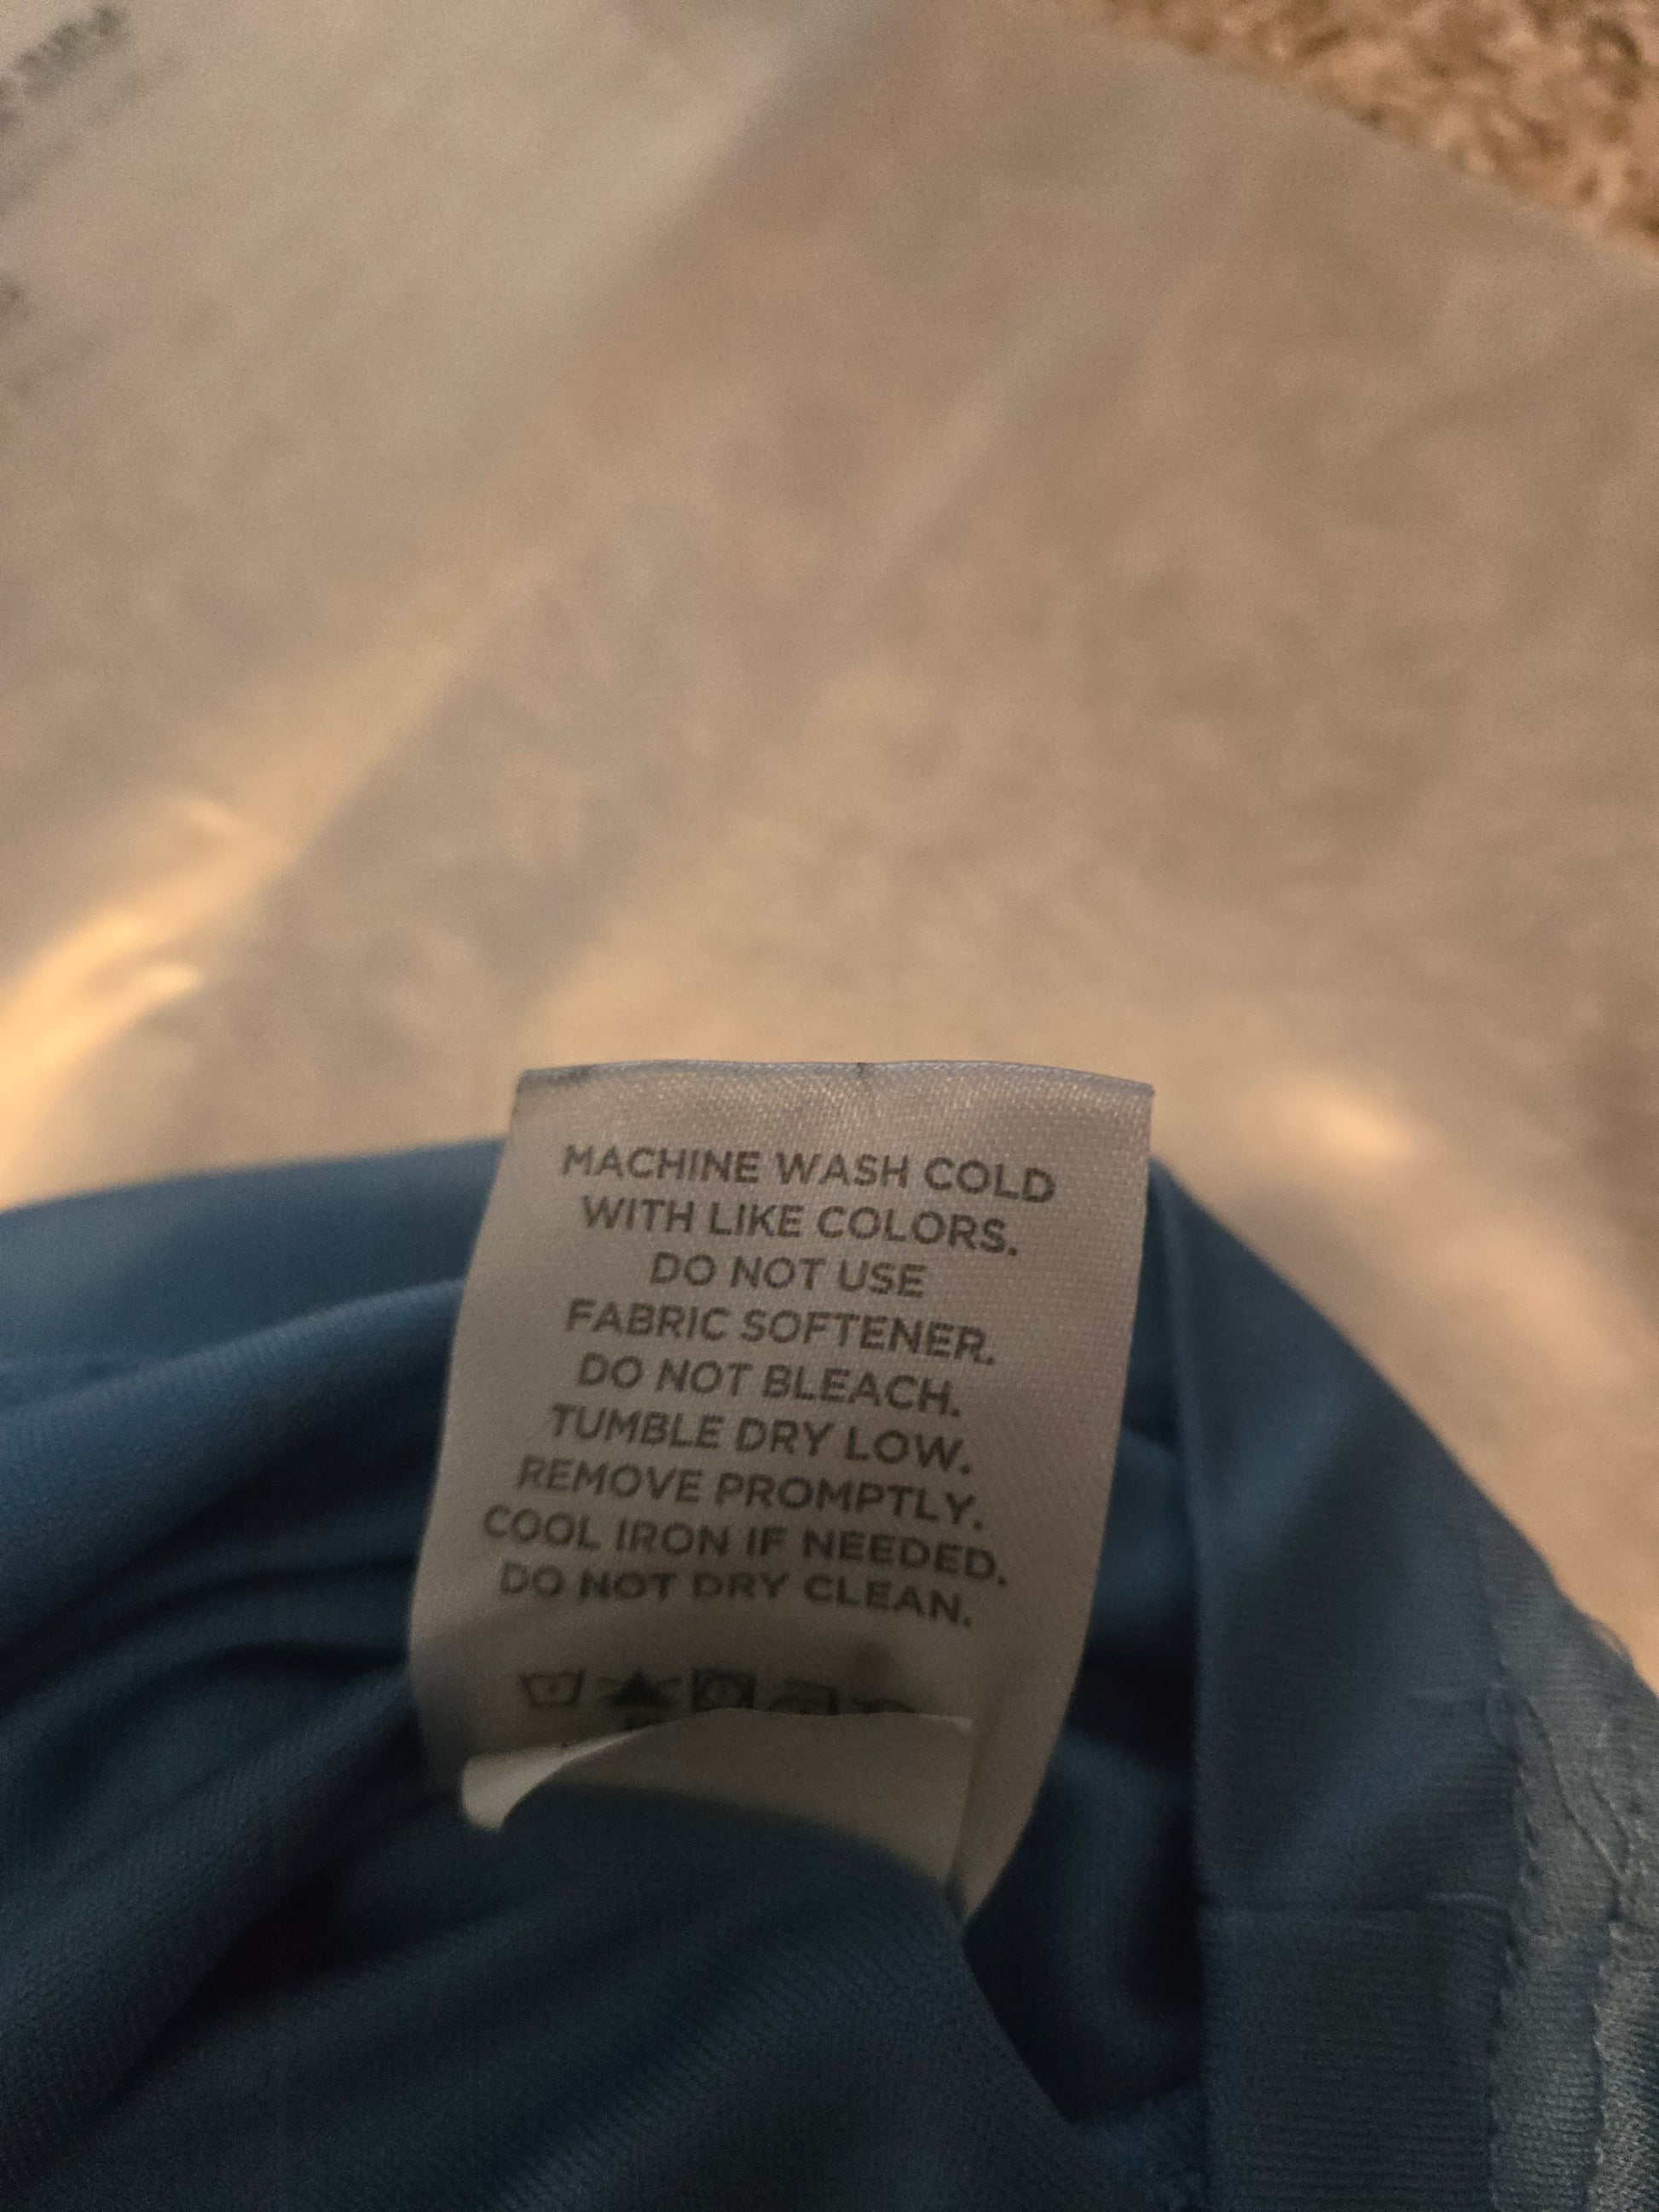 MACHINE WASH COLD
WITH LIKE COLORS.
DO NOT USE
FABRIC SOFTENER.
DO NOT BLEACH.
TUMBLE DRY LOW.
REMOVE PROMPTLY.
COOL IRON IF NEEDED.
DO NOT DRY CLEAN.